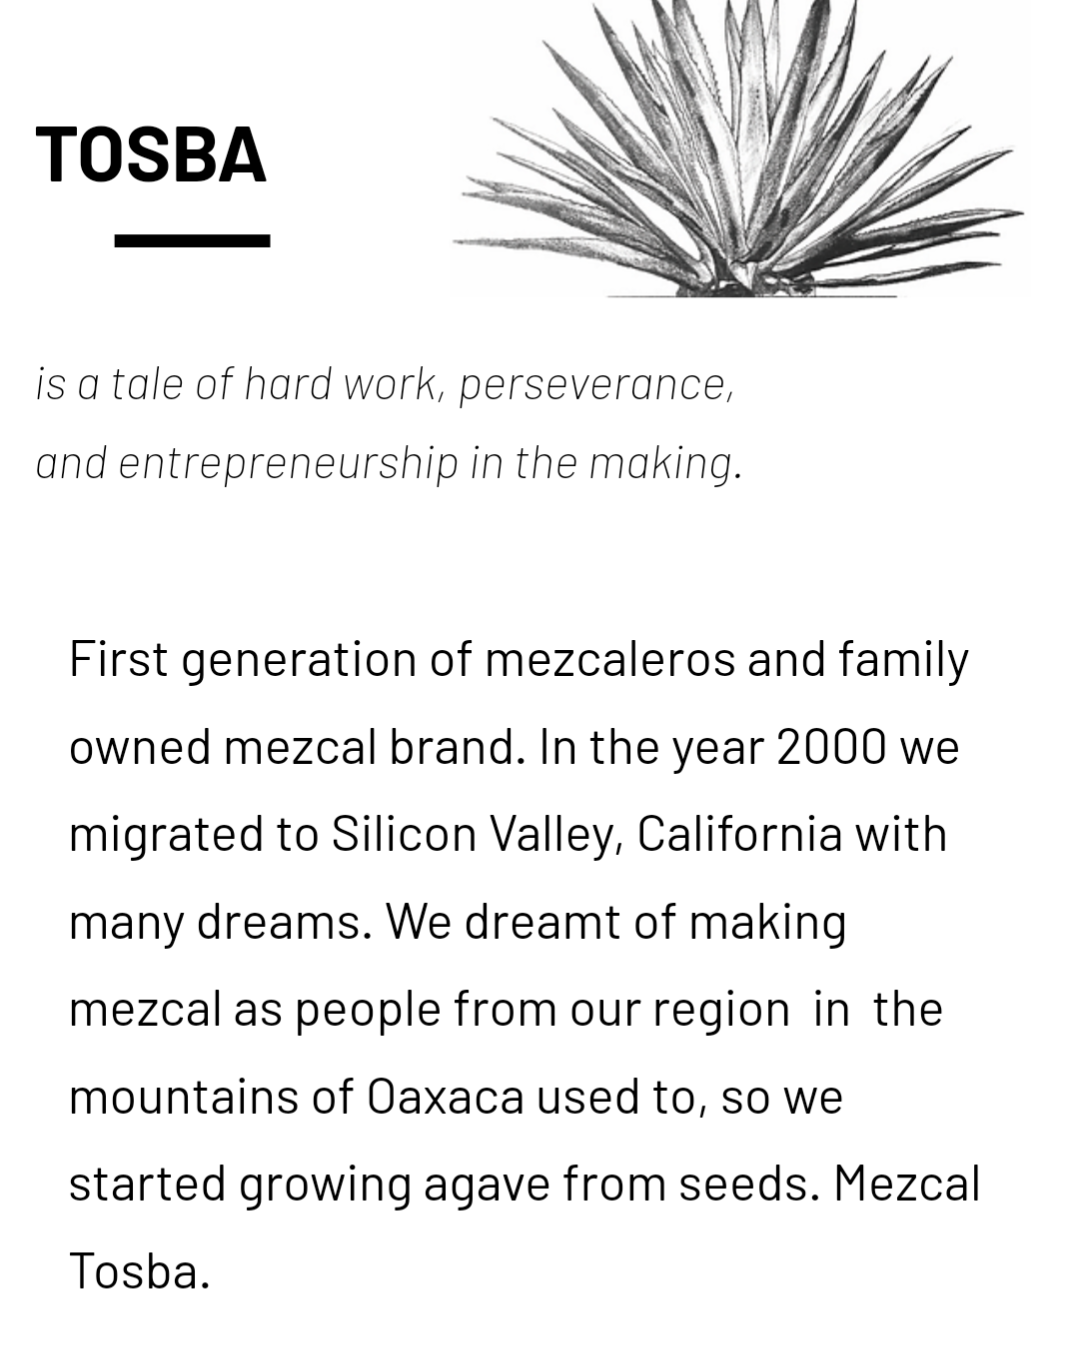 TOSBA
is a tale of hard work, perseverance,
and entrepreneurship in the making.
First generation of mezcaleros and family
owned mezcal brand. In the year 2000 we
migrated to Silicon Valley, California with
many dreams. We dreamt of making
mezcal as people from our region  in  the
mountains of Oaxaca used to, so we
started growing agave from seeds. Mezcal
Tosba.